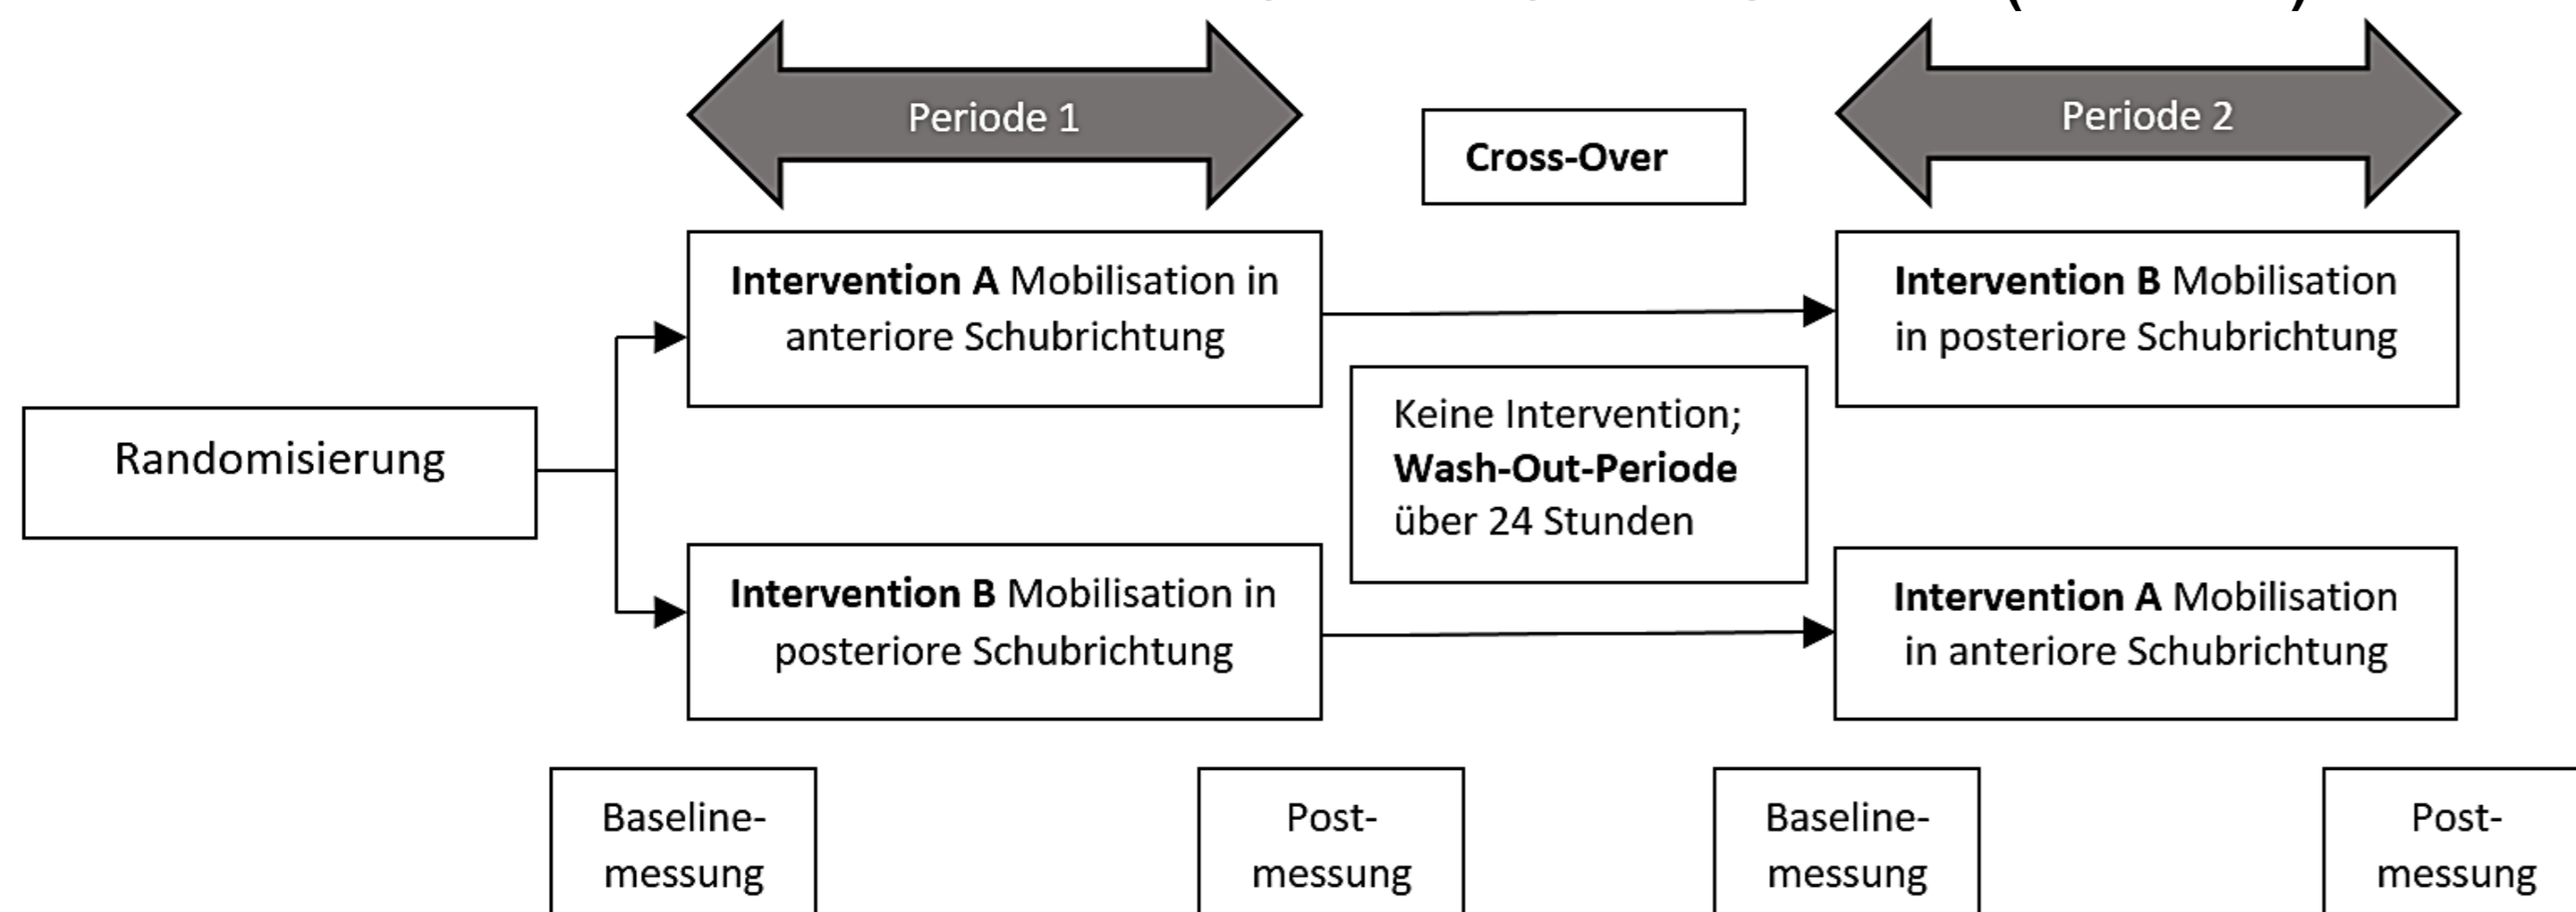 Periode 1
Periode 2
Cross-Over
Intervention A Mobilisation in
anteriore Schubrichtung
Intervention B Mobilisation
in posteriore Schubrichtung
Randomisierung
Keine Intervention;
Wash-Out-Periode
über 24 Stunden
Intervention B Mobilisation in
posteriore Schubrichtung
Intervention A Mobilisation
in anteriore Schubrichtung
Baseline-
messung
Post-
messung
Baseline-
messung
Post-
messung